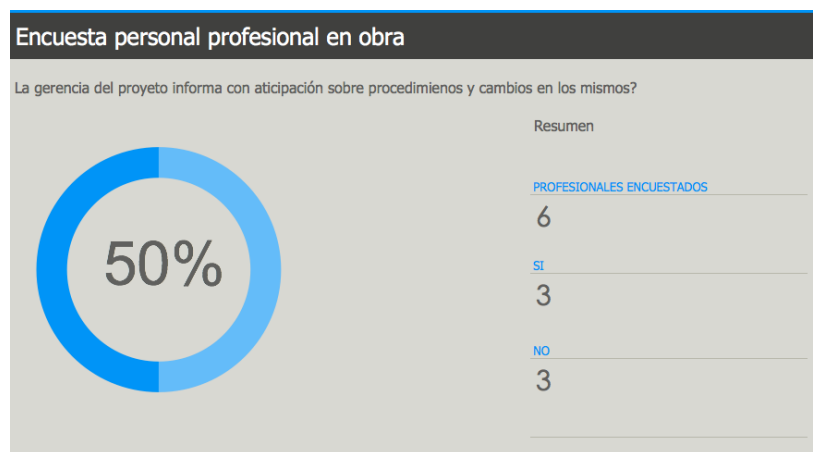 Encuesta personal profesional en obra
La gerencia del proyeto informa con aticipación sobre procedimienos y cambios en los mismos?
Resumen
50%
PROFESIONALES ENCUESTADOS
6
SI
3
NO
3